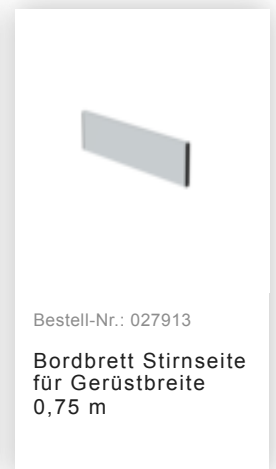 Bestell-Nr.: 027913
Bordbrett Stirnseite
für Gerüstbreite
0,75 m